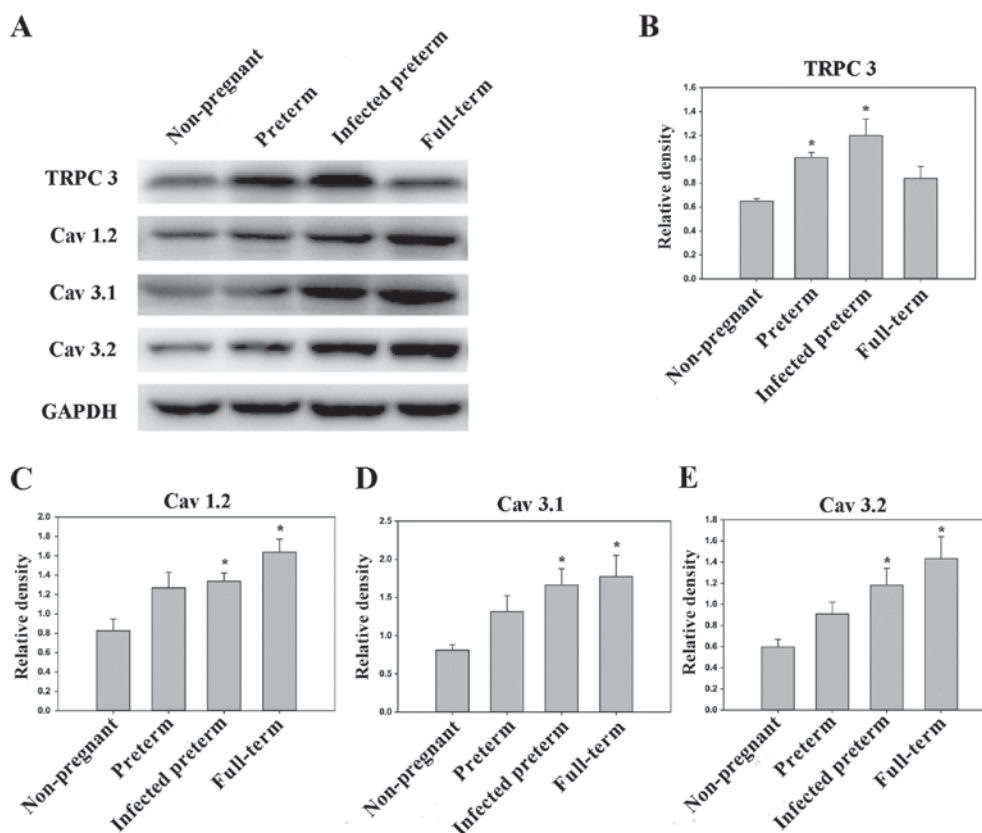 A
Non-pregnant
Preterm
Infected preterm
Full-term
TRPC 3
Cav 1.2
Cav 3.1
Cav 3.2
GAPDH
B
TRPC 3
Relative density
1.6
1.4
1.2
1.0
0.8
0.6
0.4
0.2
0.0
*
*
Non-pregnant
Preterm
Infected preterm
Full-term
C
Cav 1.2
Relative density
2.0
1.8
1.6
1.4
1.2
1.0
0.8
0.6
0.4
0.2
0.0
*
*
Non-pregnant
Preterm
Infected preterm
Full-term
D
Cav 3.1
Relative density
2.5
2.0
1.5
1.0
0.5
0.0
*
*
Non-pregnant
Preterm
Infected preterm
Full-term
E
Cav 3.2
Relative density
1.8
1.6
1.4
1.2
1.0
0.8
0.6
0.4
0.2
0.0
*
*
Non-pregnant
Preterm
Infected preterm
Full-term